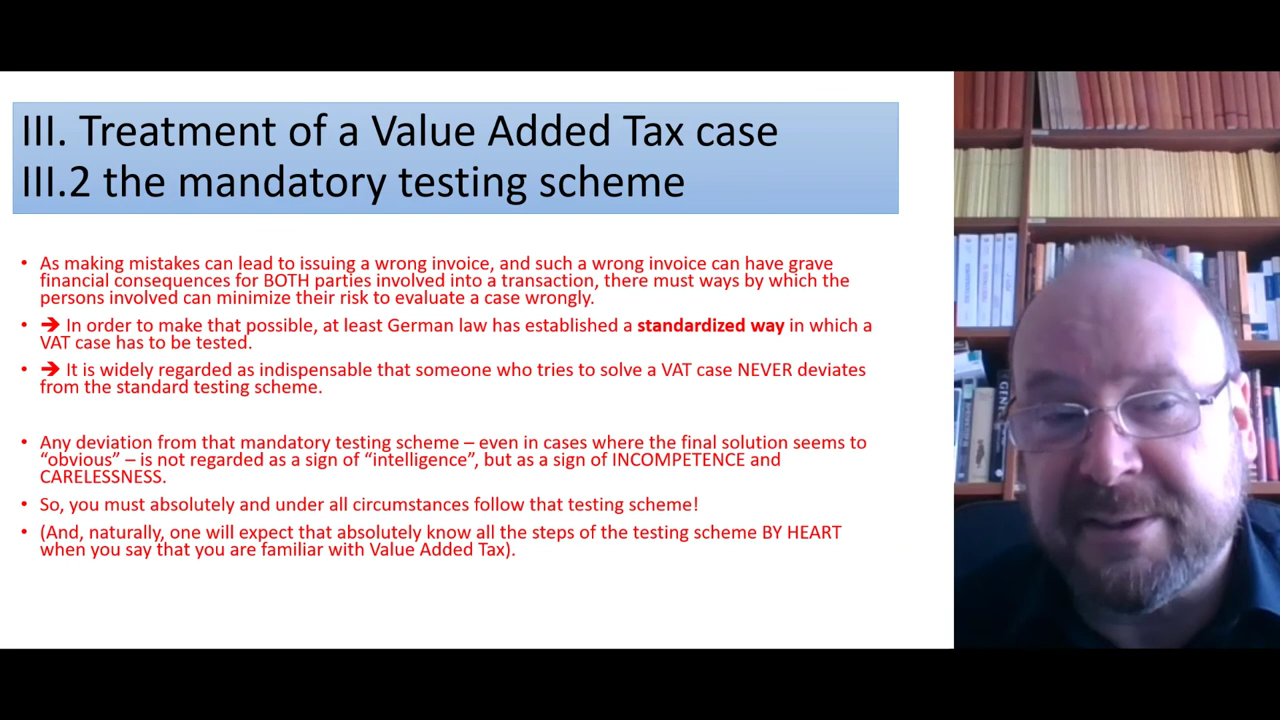 III. Treatment of a Value Added Tax case
III.2 the mandatory testing scheme
• As making mistakes can lead to issuing a wrong invoice, and such a wrong invoice can have grave
financial consequences for BOTH parties involved into a transaction, there must ways by which the
persons involved can minimize their risk to evaluate a case wrongly.
• ➔ In order to make that possible, at least German law has established a standardized way in which a
VAT case has to be tested.
• ➔ It is widely regarded as indispensable that someone who tries to solve a VAT case NEVER deviates
from the standard testing scheme.
• Any deviation from that mandatory testing scheme – even in cases where the final solution seems to
“obvious” – is not regarded as a sign of “intelligence”, but as a sign of INCOMPETENCE and
CARELESSNESS.
• So, you must absolutely and under all circumstances follow that testing scheme!
• (And, naturally, one will expect that absolutely know all the steps of the testing scheme BY HEART
when you say that you are familiar with Value Added Tax).